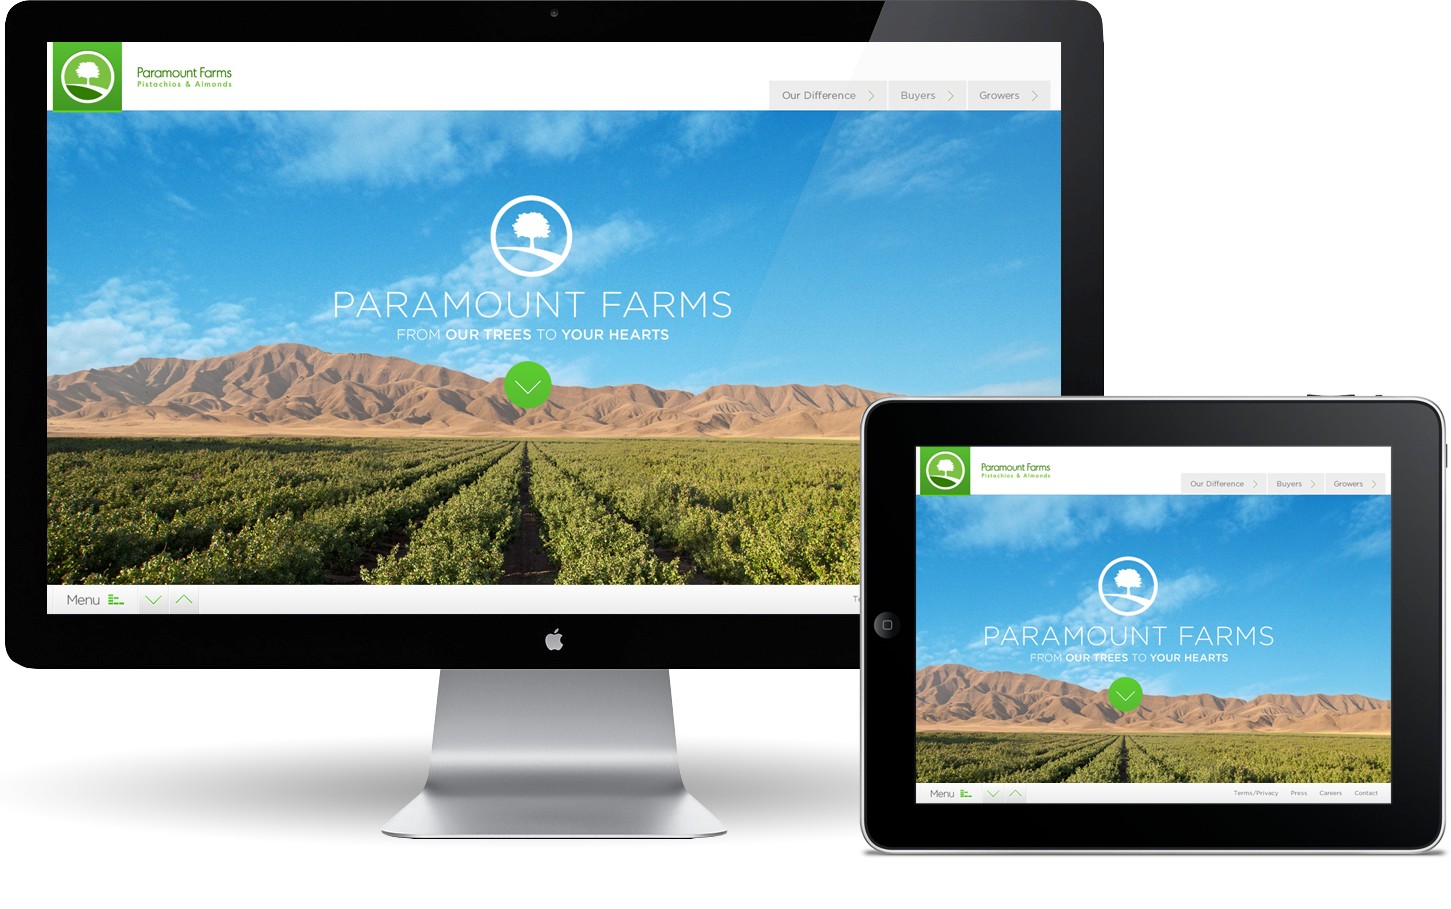 Paramount Farms
Pistachios & Almonds
Our Difference
Buyers
Growers
PARAMOUNT FARMS
FROM OUR TREES TO YOUR HEARTS
Menu
Paramount Farms
Pistachios & Almonds
Our Difference
Buyers
Growers
PARAMOUNT FARMS
FROM OUR TREES TO YOUR HEARTS
Menu
Terms/Privacy
Press
Careers
Contact